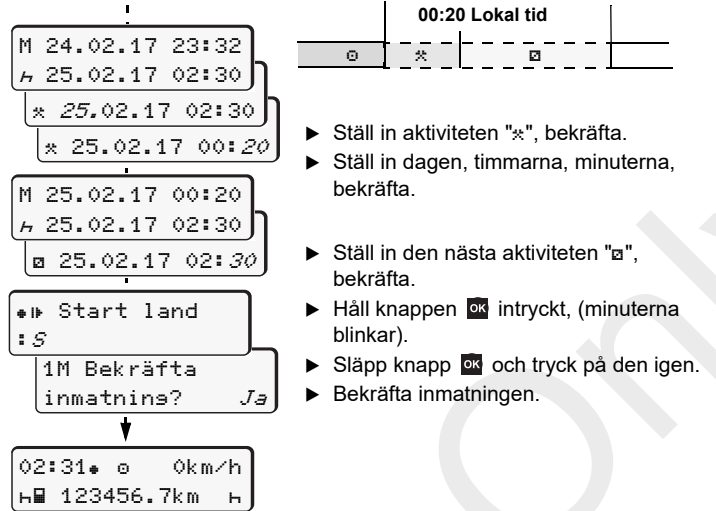 M 24.02.17 23:32
h 25.02.17 02:30
⚒ 25.02.17 02:30
⚒ 25.02.17 00:20
M 25.02.17 00:20
h 25.02.17 02:30
⧄ 25.02.17 02:30
●I▶ Start land
:S
1M Bekräfta
inmatning? Ja
02:31● ⊙ 0km/h
h 123456.7km h
00:20 Lokal tid
⊙ ⚒ ⧄
▶ Ställ in aktiviteten "⚒", bekräfta.
▶ Ställ in dagen, timmarna, minuterna,
bekräfta.
▶ Ställ in den nästa aktiviteten "⧄",
bekräfta.
▶ Håll knappen OK intryckt, (minuterna
blinkar).
▶ Släpp knapp OK och tryck på den igen.
▶ Bekräfta inmatningen.